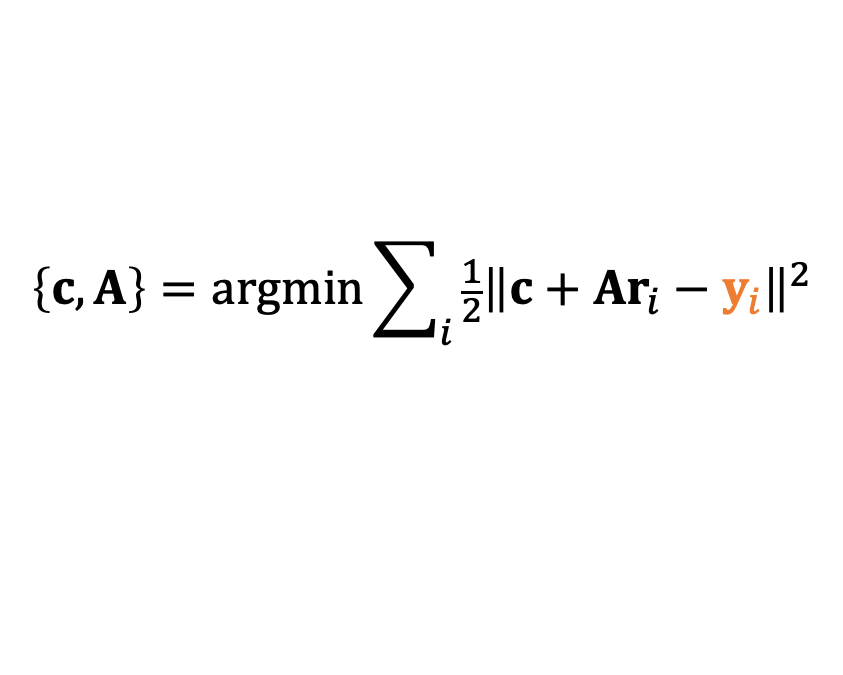 {𝐜, 𝐀} = argmin ∑ᵢ ½‖𝐜 + 𝐀𝐫ᵢ − 𝐲ᵢ‖²